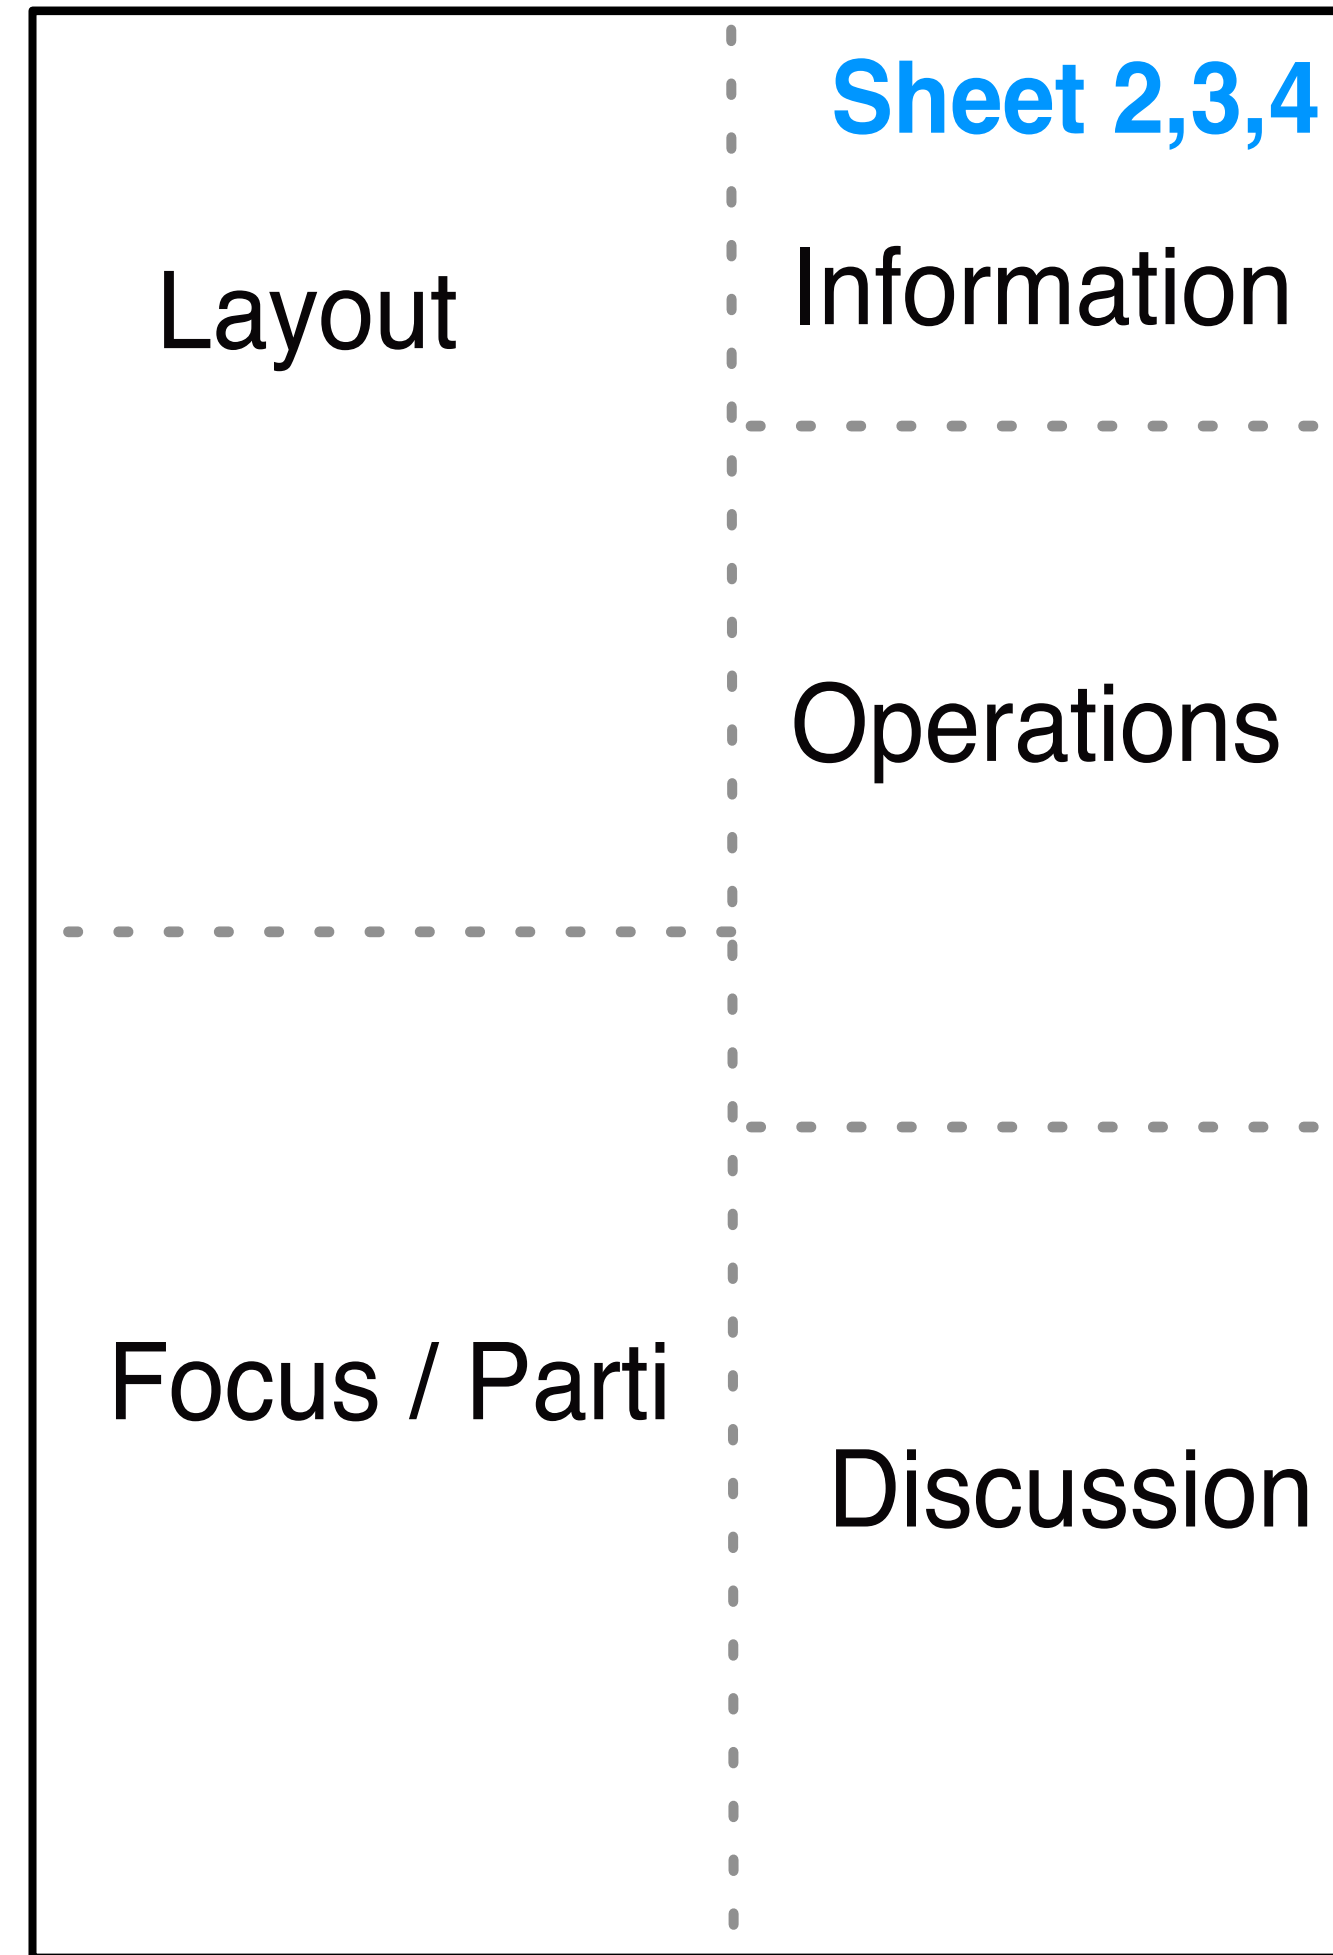 Sheet 2,3,4
Layout
Information
Operations
Focus / Parti
Discussion